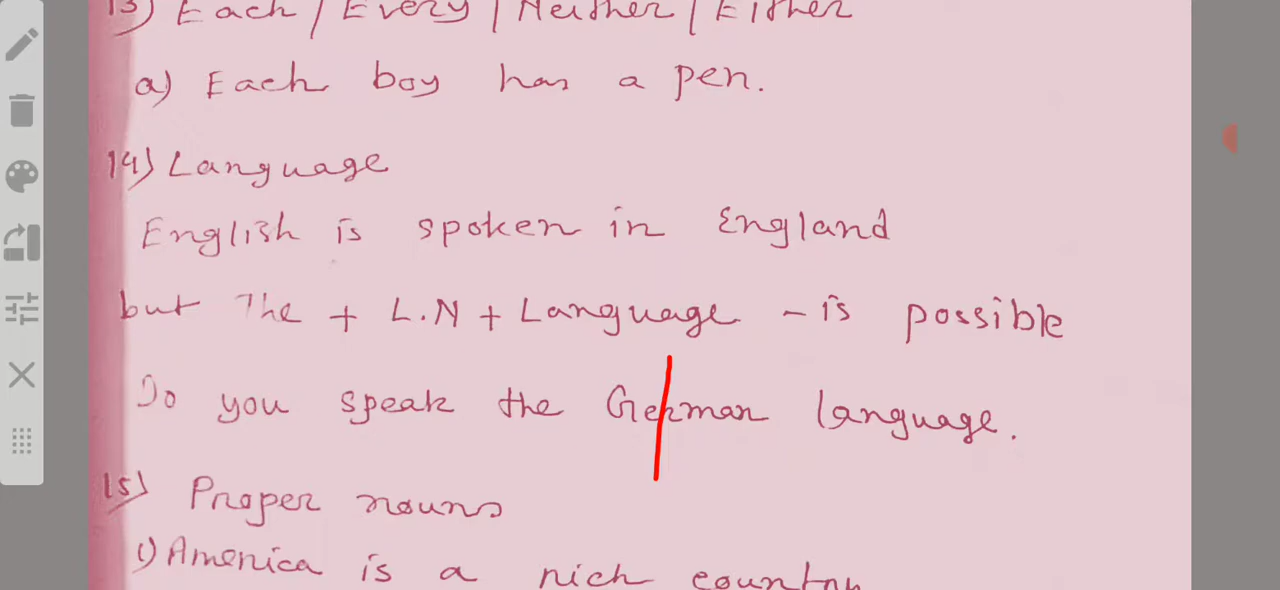 13) Each / Every / Neither / Either
a) Each boy has a pen.
14) Language
English is spoken in England
but The + L.N + Language - is possible
Do you speak the German language.
15) Proper nouns
1) America is a rich country